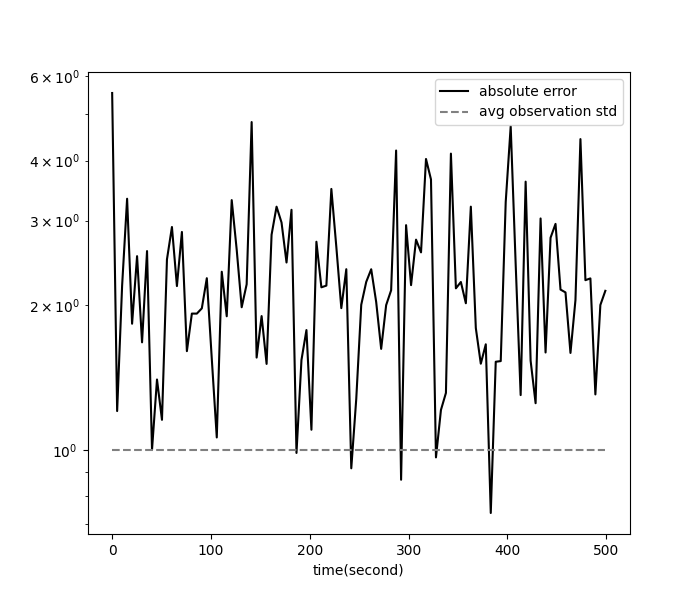 6 × 10⁰
4 × 10⁰
3 × 10⁰
2 × 10⁰
10⁰
absolute error
avg observation std
0 100 200 300 400 500
time(second)